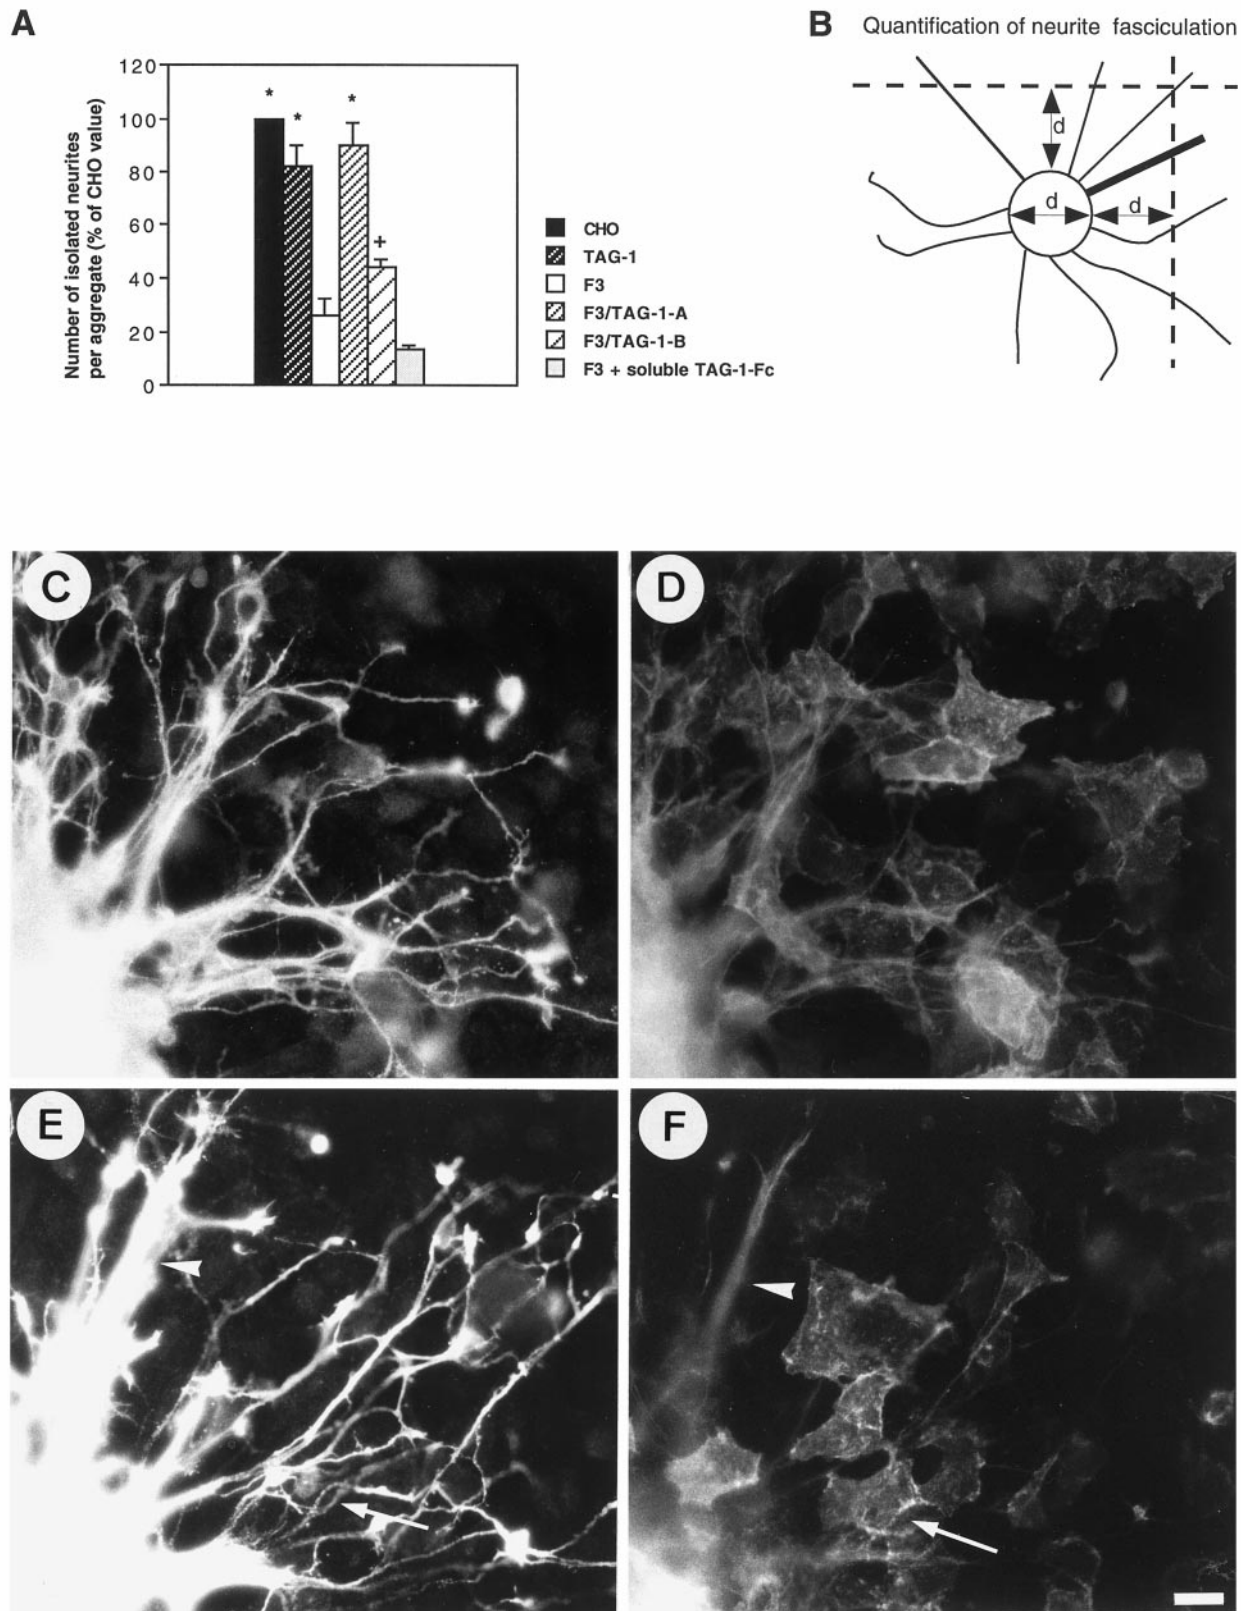 A
B
Quantification of neurite fasciculation
Number of isolated neurites
per aggregate (% of CHO value)
120
100
80
60
40
20
0
*
*
*
+
CHO
TAG-1
F3
F3/TAG-1-A
F3/TAG-1-B
F3 + soluble TAG-1-Fc
d
d
d
C
D
E
F